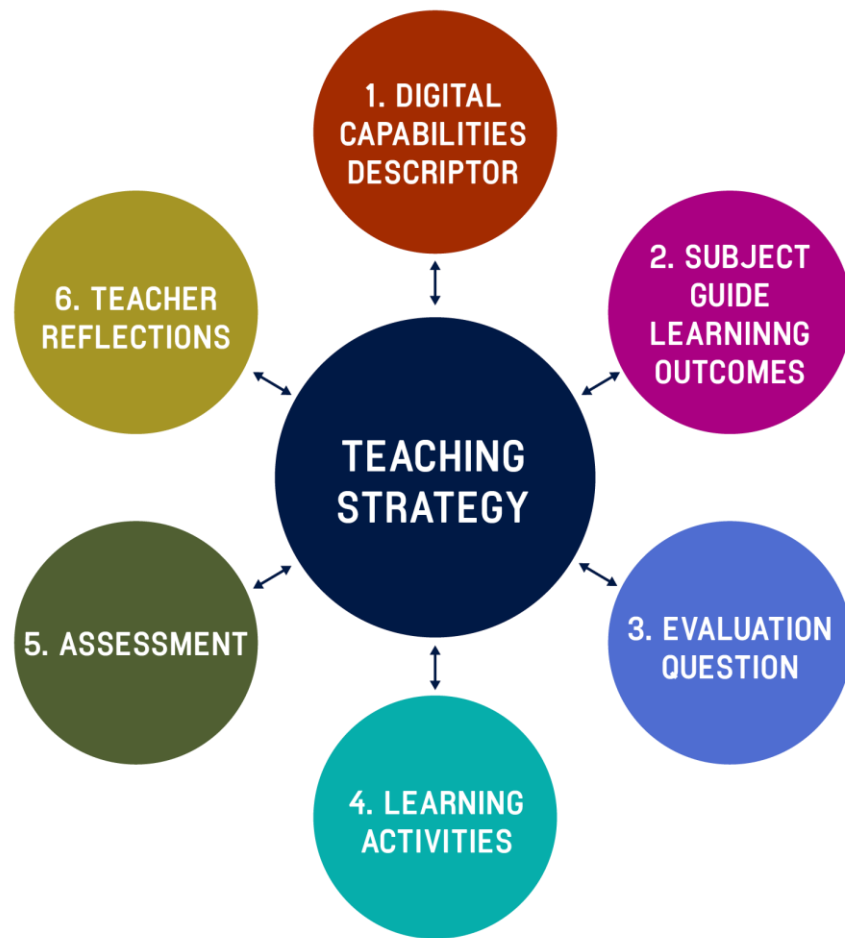 1. DIGITAL
CAPABILITIES
DESCRIPTOR
2. SUBJECT
GUIDE
LEARNINNG
OUTCOMES
3. EVALUATION
QUESTION
4. LEARNING
ACTIVITIES
5. ASSESSMENT
6. TEACHER
REFLECTIONS
TEACHING
STRATEGY